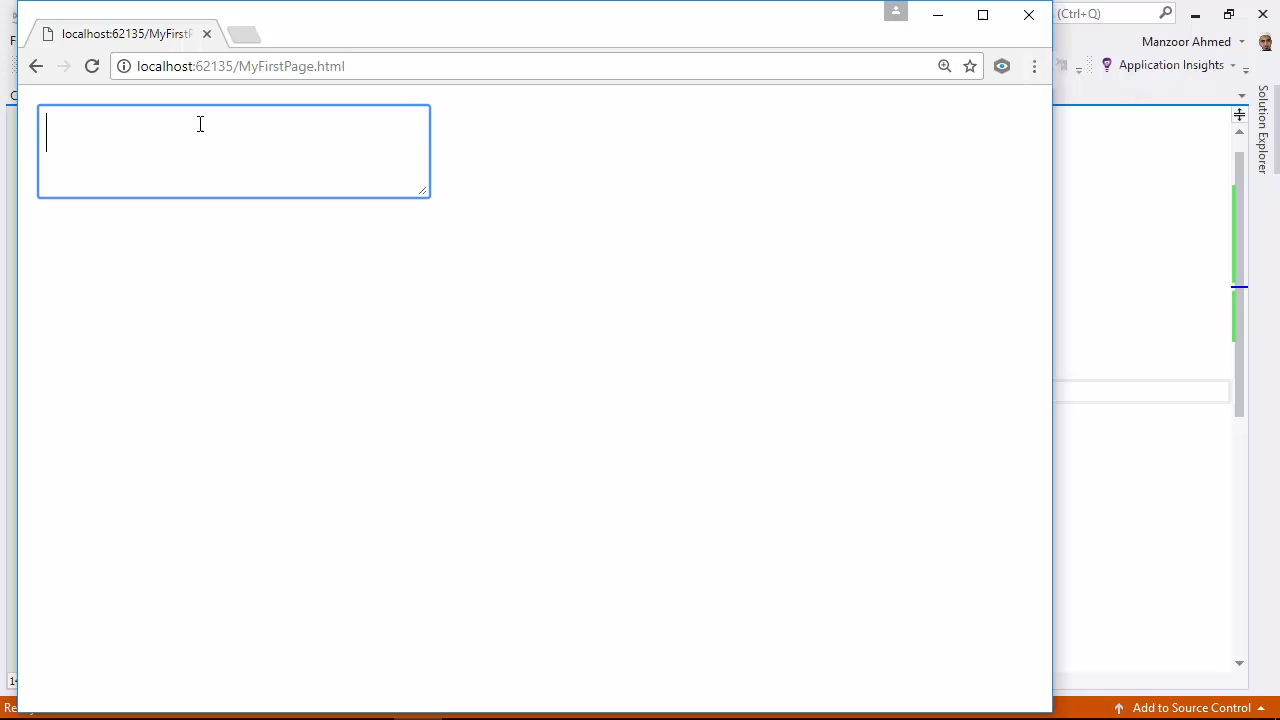 localhost:62135/MyFirstP
(Ctrl+Q)
Manzoor Ahmed
localhost:62135/MyFirstPage.html
Application Insights
Solution Explorer
Add to Source Control